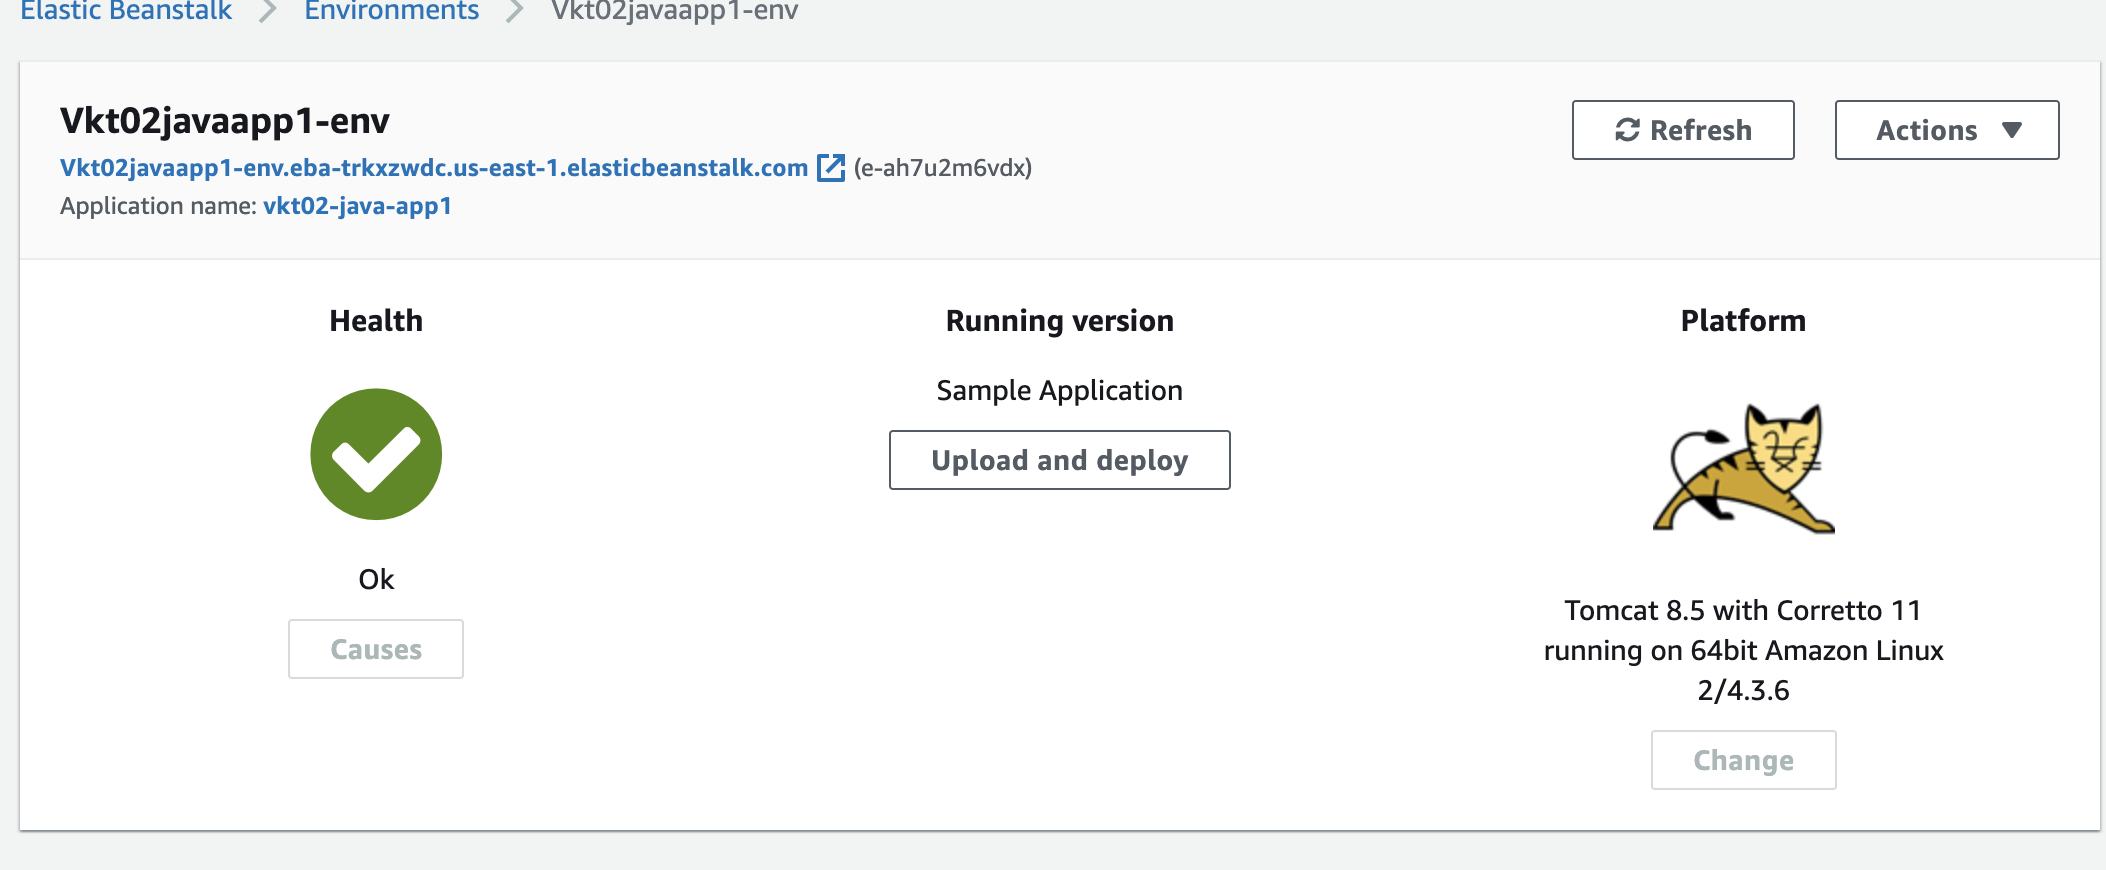 Elastic Beanstalk > Environments > Vkt02javaapp1-env
Vkt02javaapp1-env
Refresh
Actions
Vkt02javaapp1-env.eba-trkxzwdc.us-east-1.elasticbeanstalk.com (e-ah7u2m6vdx)
Application name: vkt02-java-app1
Health
Ok
Causes
Running version
Sample Application
Upload and deploy
Platform
Tomcat 8.5 with Corretto 11
running on 64bit Amazon Linux
2/4.3.6
Change